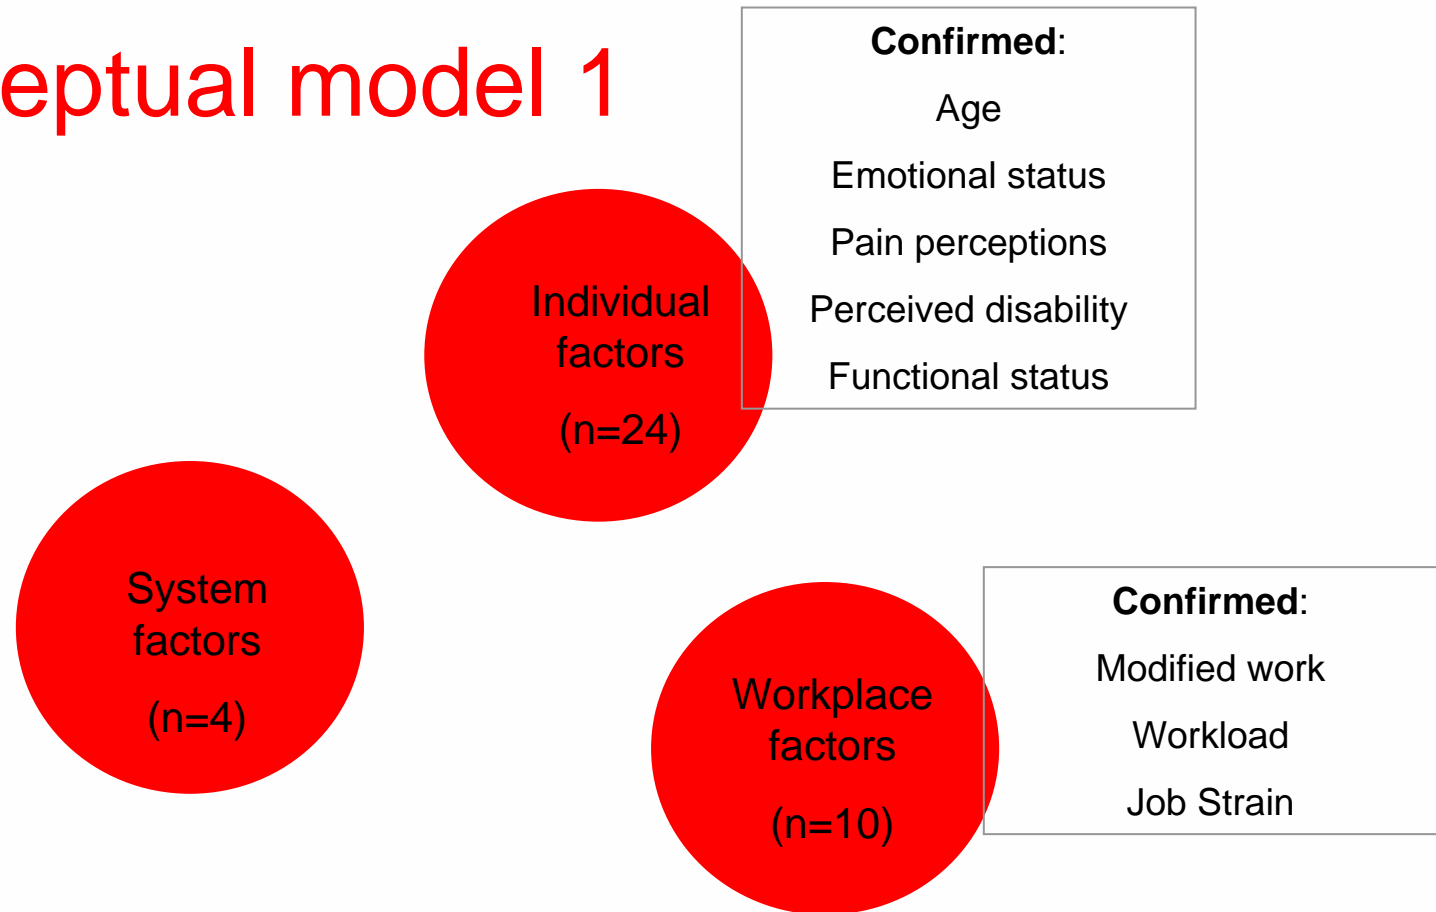 eptual model 1
Confirmed:
Age
Emotional status
Pain perceptions
Perceived disability
Functional status
Individual
factors
(n=24)
System
factors
(n=4)
Workplace
factors
(n=10)
Confirmed:
Modified work
Workload
Job Strain